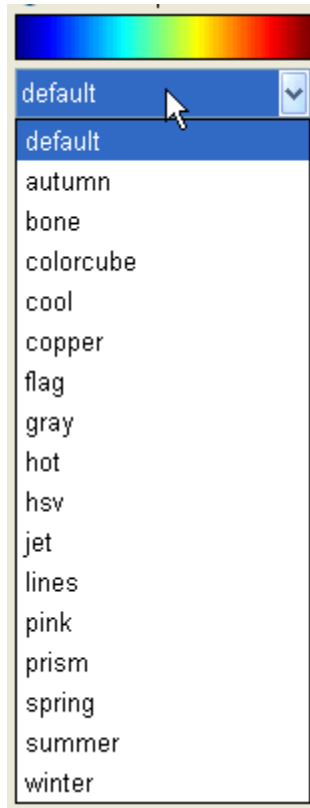 default
default
autumn
bone
colorcube
cool
copper
flag
gray
hot
hsv
jet
lines
pink
prism
spring
summer
winter